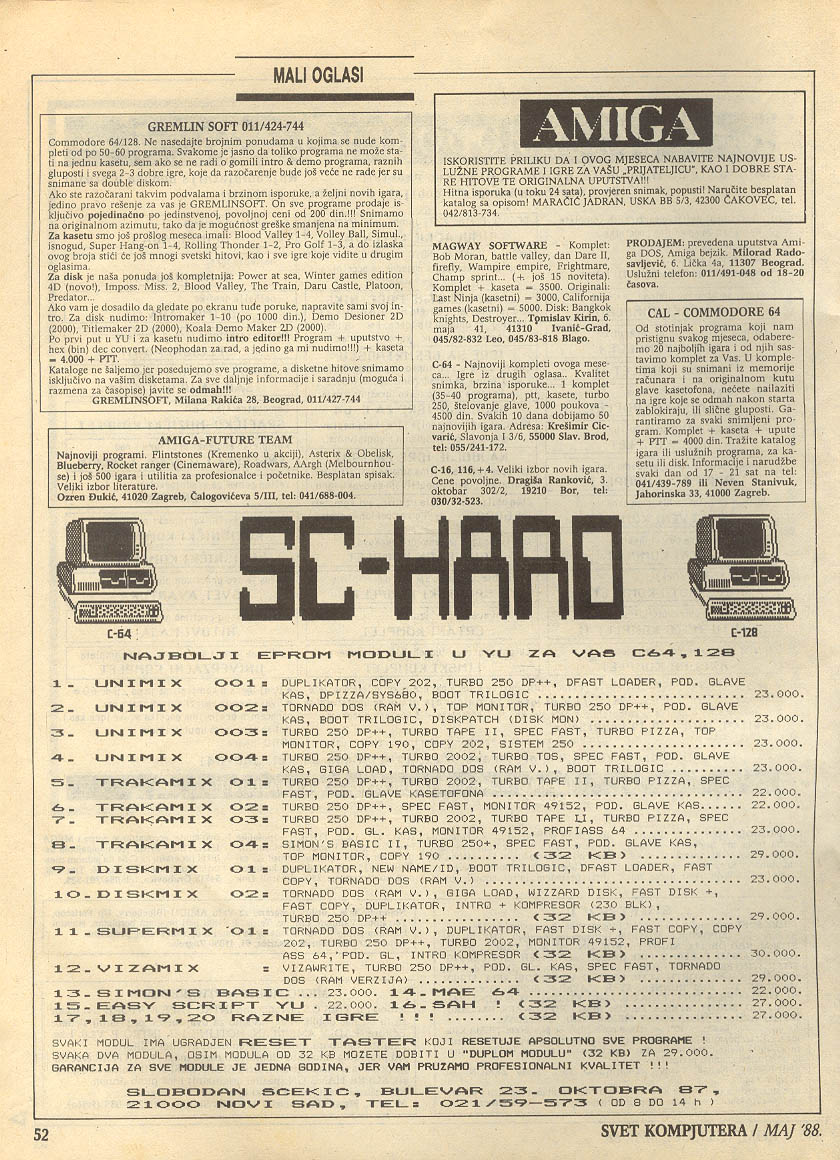 MALI OGLASI
GREMLIN SOFT 011/424-744
Commodore 64/128. Ne nasedajte brojnim ponudama u kojima se nude kom-
pleti od po 50-60 programa. Svakome je jasno da toliko programa ne može sta-
ti na jednu kasetu, sem ako se ne radi o gomili intro & demo programa, raznih
gluposti i svega 2-3 dobre igre, koje da razočarenje bude još veće ne rade jer su
snimane sa double diskom:
Ako ste razočarani takvim podvalama i brzinom isporuke, a željni novih igara,
jedino pravo rešenje za vas je GREMLINSOFT. On sve programe prodaje is-
ključivo pojedinačno po jedinstvenoj, povoljnoj ceni od 200 din.!!! Snimamo
na originalnom azimutu, tako da je mogućnost greške smanjena na minimum.
Za kasetu smo još prošlog meseca imali: Blood Valley 1-4, Volley Ball, Simul.,
isnogud, Super Hang-on 1-4, Rolling Thonder 1-2, Pro Golf 1-3, a do izlaska
ovog broja stići će još mnogi svetski hitovi, kao i sve igre koje vidite u drugim
oglasima.
Za disk je naša ponuda još kompletnija: Power at sea, Winter games edition
4D (novo!), Imposs. Miss. 2, Blood Valley, The Train, Daru Castle, Platoon,
Predator...
Ako vam je dosadilo da gledate po ekranu tuđe poruke, napravite sami svoj in-
tro. Za disk nudimo: Intromaker 1-10 (po 1000 din.), Demo Desioner 2D
(2000), Titlemaker 2D (2000), Koala Demo Maker 2D (2000).
Po prvi put u YU i za kasetu nudimo intro editor!!! Program + uputstvo +
hex (bin) dec convert. (Neophodan za rad, a jedino ga mi nudimo!!!) + kaseta
= 4.000 + PTT.
Kataloge ne šaljemo jer posedujemo sve programe, a disketne hitove snimamo
isključivo na vašim disketama. Za sve daljnje informacije i saradnju (moguća i
razmena za časopise) javite se odmah!!!
GREMLINSOFT, Milana Rakića 28, Beograd, 011/427-744
AMIGA-FUTURE TEAM
Najnoviji programi. Flintstones (Kremenko u akciji), Asterix & Obelisk,
Blueberry, Rocket ranger (Cinemaware), Roadwars, AArgh (Melbournhou-
se) i još 500 igara i utilitia za profesionalce i početnike. Besplatan spisak.
Veliki izbor literature.
Ozren Đukić, 41020 Zagreb, Čalogovićeva 5/III, tel: 041/688-004.
AMIGA
ISKORISTITE PRILIKU DA I OVOG MJESECA NABAVITE NAJNOVIJE US-
LUŽNE PROGRAME I IGRE ZA VAŠU „PRIJATELJICU", KAO I DOBRE STA-
RE HITOVE TE ORIGINALNA UPUTSTVA!!!
Hitna isporuka (u toku 24 sata), provjeren snimak, popusti! Naručite besplatan
katalog sa opisom! MARAČIĆ JADRAN, USKA BB 5/3, 42300 ČAKOVEC, tel.
042/813-734.
MAGWAY SOFTWARE - Komplet:
Bob Moran, battle valley, dan Dare II,
firefly, Wampire empire, Frightmare,
Champ sprint... (+ još 15 noviteta).
Komplet + kaseta = 3500. Originali:
Last Ninja (kasetni) = 3000, Californija
games (kasetni) = 5000. Disk: Bangkok
knights, Destroyer... Tomislav Kirin, 6.
maja 41, 41310 Ivanić-Grad,
045/82-832 Leo, 045/83-818 Blago.
C-64 - Najnoviji kompleti ovoga mese-
ca... Igre iz drugih oglasa.. Kvalitet
snimka, brzina isporuke... 1 komplet
(35-40 programa), ptt, kasete, turbo
250, štelovanje glave, 1000 poukova -
4500 din. Svakih 10 dana dobijamo 50
najnovijih igara. Adresa: Krešimir Cic-
varić, Slavonja I 3/6, 55000 Slav. Brod,
tel: 055/241-172.
C-16, 116,+4. Veliki izbor novih igara.
Cene povoljne. Dragiša Ranković, 3.
oktobar 302/2, 19210 Bor, tel:
030/32-523.
PRODAJEM: prevedena uputstva Ami-
ga DOS, Amiga bejzik. Milorad Rado-
savljević, 6. Lička 4a, 11307 Beograd.
Uslužni telefon: 011/491-048 od 18-20
časova.
CAL - COMMODORE 64
Od stotinjak programa koji nam
pristignu svakog mjeseca, odabere-
mo 20 najboljih igara i od njih sas-
tavimo komplet za Vas. U komple-
tima koji su snimani iz memorije
računara i na originalnom kutu
glave kasetofona, nećete nailaziti
na igre koje se odmah nakon starta
zablokiraju, ili slične gluposti. Ga-
rantiramo za svaki snimljeni pro-
gram. Komplet + kaseta + upute
+ PTT = 4000 din. Tražite katalog
igara ili uslužnih programa, za ka-
setu ili disk. Informacije i narudžbe
svaki dan od 17 - 21 sat na tel:
041/439-789 ili Neven Stanivuk,
Jahorinska 33, 41000 Zagreb.
SC-HARD
C-64
C-128
NAJBOLJI EPROM MODULI U YU ZA VAS C64,128
1. UNIMIX 001: DUPLIKATOR, COPY 202, TURBO 250 DP++, DFAST LOADER, POD. GLAVE
KAS, DPIZZA/SYS680, BOOT TRILOGIC ........................ 23.000.
2. UNIMIX 002: TORNADO DOS (RAM V.), TOP MONITOR, TURBO 250 DP++, POD. GLAVE
KAS, BOOT TRILOGIC, DISKPATCH (DISK MON) ................. 23.000.
3. UNIMIX 003: TURBO 250 DP++, TURBO TAPE II, SPEC FAST, TURBO PIZZA, TOP
MONITOR, COPY 190, COPY 202, SISTEM 250 .................. 23.000.
4. UNIMIX 004: TURBO 250 DP++, TURBO 2002, TURBO TOS, SPEC FAST, POD. GLAVE
KAS, GIGA LOAD, TORNADO DOS (RAM V.), BOOT TRILOGIC ........ 23.000.
5. TRAKAMIX 01: TURBO 250 DP++, TURBO 2002, TURBO TAPE II, TURBO PIZZA, SPEC
FAST, POD. GLAVE KASETOFONA .............................. 22.000.
6. TRAKAMIX 02: TURBO 250 DP++, SPEC FAST, MONITOR 49152, POD. GLAVE KAS...... 22.000.
7. TRAKAMIX 03: TURBO 250 DP++, TURBO 2002, TURBO TAPE II, TURBO PIZZA, SPEC
FAST, POD. GL. KAS, MONITOR 49152, PROFIASS 64 ............. 23.000.
8. TRAKAMIX 04: SIMON'S BASIC II, TURBO 250+, SPEC FAST, POD. GLAVE KAS,
TOP MONITOR, COPY 190 .......... (32 KB) ............. 29.000.
9. DISKMIX 01: DUPLIKATOR, NEW NAME/ID, BOOT TRILOGIC, DFAST LOADER, FAST
COPY, TORNADO DOS (RAM V.) ............................... 23.000.
10. DISKMIX 02: TORNADO DOS (RAM V.), GIGA LOAD, WIZZARD DISK, FAST DISK +,
FAST COPY, DUPLIKATOR, INTRO + KOMPRESOR (230 BLK),
TURBO 250 DP++ ................. (32 KB) ............. 29.000.
11. SUPERMIX '01: TORNADO DOS (RAM V.), DUPLIKATOR, FAST DISK +, FAST COPY, COPY
202, TURBO 250 DP++, TURBO 2002, MONITOR 49152, PROFI
ASS 64, POD. GL, INTRO KOMPRESOR (32 KB) ............. 30.000.
12. VIZAMIX : VIZAWRITE, TURBO 250 DP++, POD. GL. KAS, SPEC FAST, TORNADO
DOS (RAM VERZIJA) .............. (32 KB) ............. 29.000.
13. SIMON'S BASIC ... 23.000. 14. MAE 64 ........................ 22.000.
15. EASY SCRIPT YU . 22.000. 16. SAH ! (32 KB) ............. 27.000.
17,18,19,20 RAZNE IGRE !!! ........ (32 KB) ............. 27.000.
SVAKI MODUL IMA UGRADJEN RESET TASTER KOJI RESETUJE APSOLUTNO SVE PROGRAME !
SVAKA DVA MODULA, OSIM MODULA OD 32 KB MOZETE DOBITI U "DUPLOM MODULU" (32 KB) ZA 29.000.
GARANCIJA ZA SVE MODULE JE JEDNA GODINA, JER VAM PRUZAMO PROFESIONALNI KVALITET !!!
SLOBODAN SCEKIC, BULEVAR 23. OKTOBRA 87,
21000 NOVI SAD, TEL: 021/59-573 ( OD 8 DO 14 h )
52
SVET KOMPJUTERA / MAJ '88.